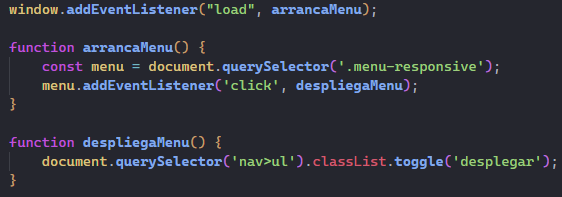 window.addEventListener("load", arrancaMenu);
function arrancaMenu() {
const menu = document.querySelector('.menu-responsive');
menu.addEventListener('click', despliegaMenu);
}
function despliegaMenu() {
document.querySelector('nav>ul').classList.toggle('desplegar');
}